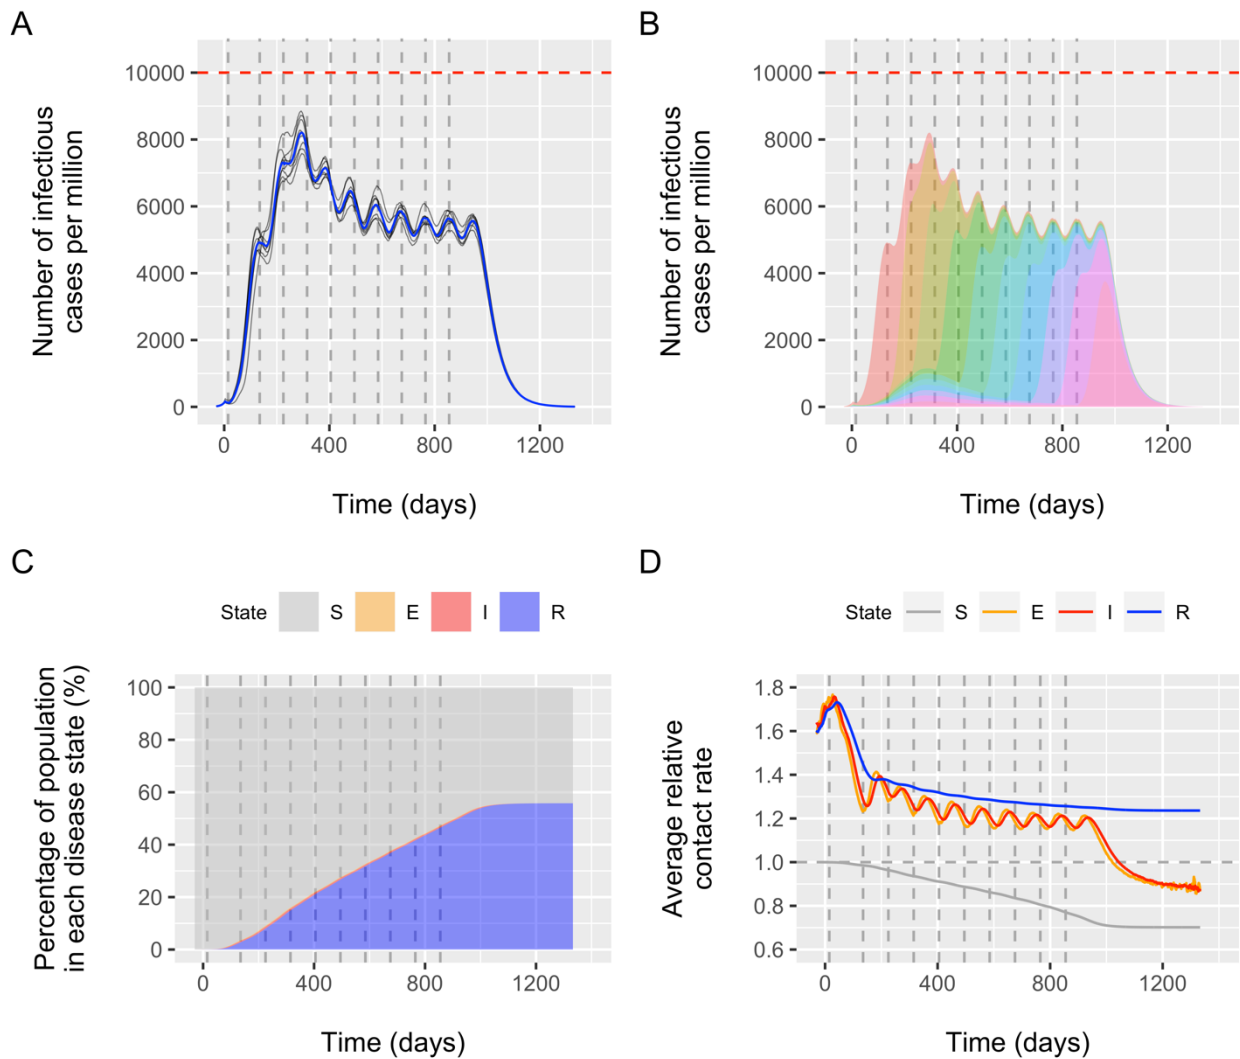 A
Number of infectious
cases per million
10000
8000
6000
4000
2000
0
0 400 800 1200
Time (days)
B
Number of infectious
cases per million
10000
8000
6000
4000
2000
0
0 400 800 1200
Time (days)
C
State S E I R
Percentage of population
in each disease state (%)
100
80
60
40
20
0
0 400 800 1200
Time (days)
D
State S E I R
Average relative
contact rate
1.8
1.6
1.4
1.2
1.0
0.8
0.6
0 400 800 1200
Time (days)